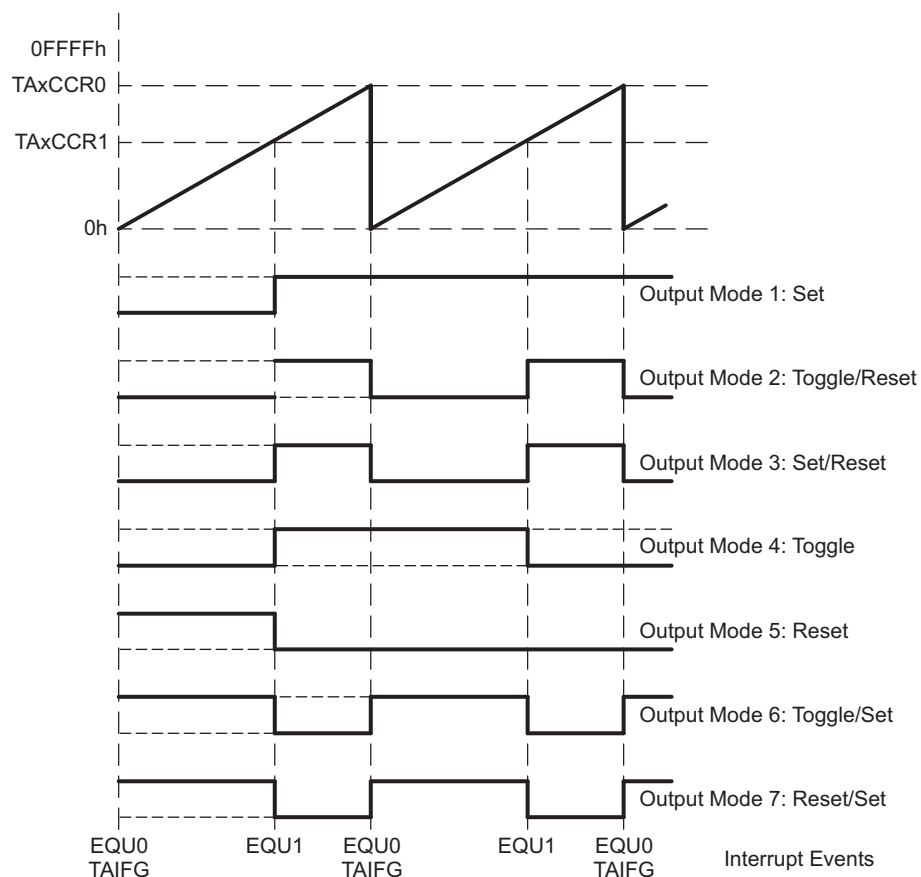 0FFFFh
TAxCCR0
TAxCCR1
0h
Output Mode 1: Set
Output Mode 2: Toggle/Reset
Output Mode 3: Set/Reset
Output Mode 4: Toggle
Output Mode 5: Reset
Output Mode 6: Toggle/Set
Output Mode 7: Reset/Set
EQU0 EQU1 EQU0 EQU1 EQU0
TAIFG TAIFG TAIFG
Interrupt Events